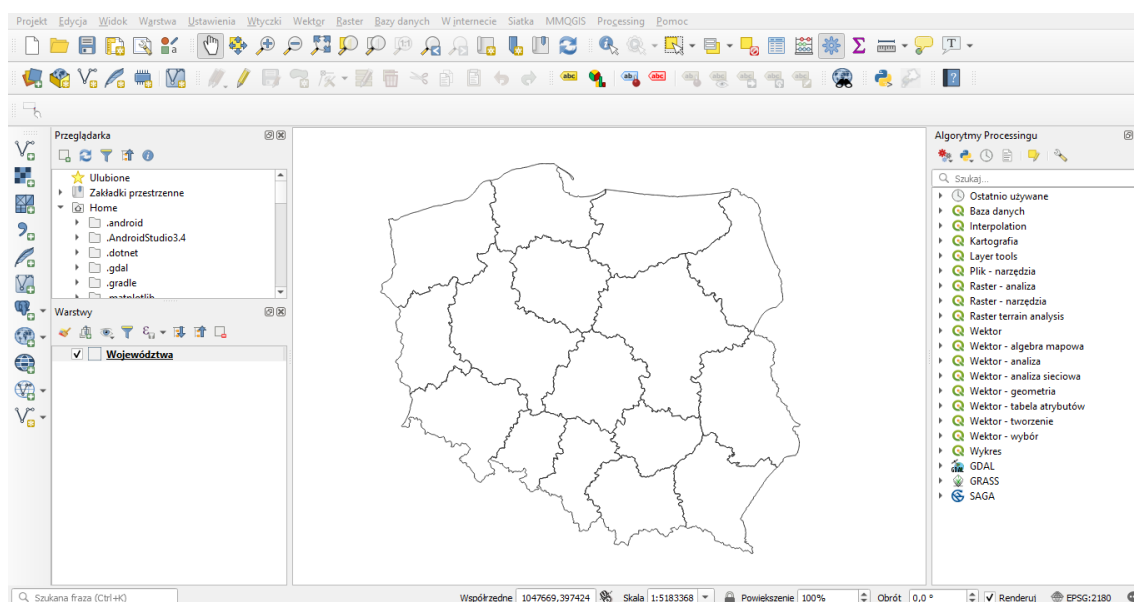 Projekt Edycja Widok Warstwa Ustawienia Wtyczki Wektor Raster Bazy danych W internecie Siatka MMQGIS Processing Pomoc
abc abc abc
Przeglądarka
Ulubione
Zakładki przestrzenne
Home
.android
.AndroidStudio3.4
.dotnet
.gdal
.gradle
.matplotlib
Warstwy
Województwa
Algorytmy Processingu
Szukaj...
Ostatnio używane
Baza danych
Interpolation
Kartografia
Layer tools
Plik - narzędzia
Raster - analiza
Raster - narzędzia
Raster terrain analysis
Wektor
Wektor - algebra mapowa
Wektor - analiza
Wektor - analiza sieciowa
Wektor - geometria
Wektor - tabela atrybutów
Wektor - tworzenie
Wektor - wybór
Wykres
GDAL
GRASS
SAGA
Szukana fraza (Ctrl+K) Współrzędne 1047669,397424 Skala 1:5183368 Powiększenie 100% Obrót 0,0 ° Renderuj EPSG:2180